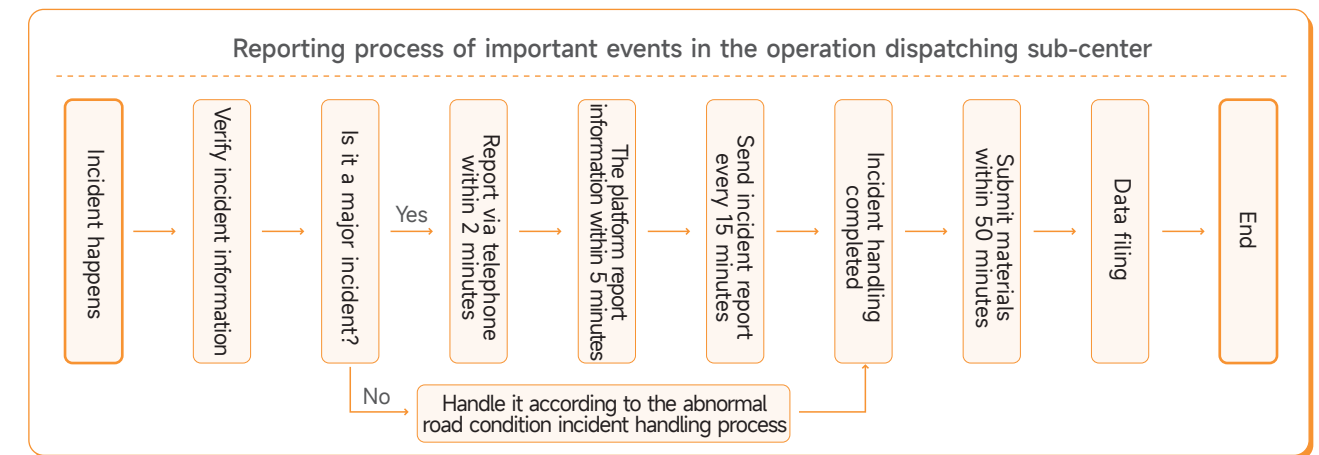 Reporting process of important events in the operation dispatching sub-center
Incident happens
Verify incident information
Is it a major incident?
Yes
Report via telephone
within 2 minutes
The platform report
information within 5 minutes
Send incident report
every 15 minutes
Incident handling
completed
Submit materials
within 50 minutes
Data filing
End
No
Handle it according to the abnormal
road condition incident handling process